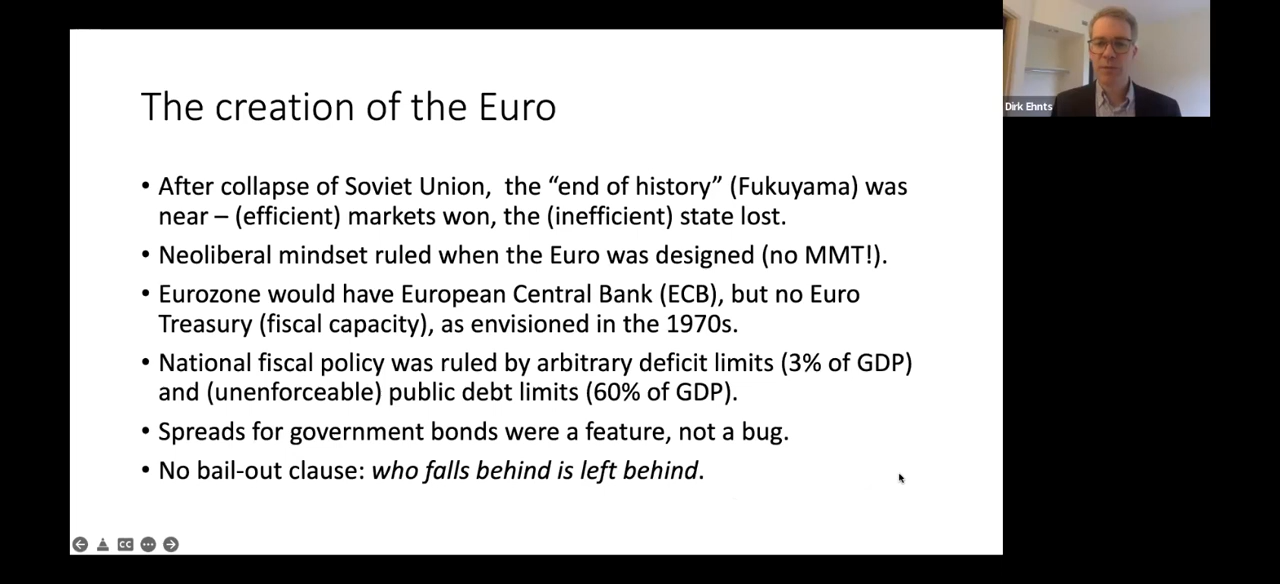 The creation of the Euro
• After collapse of Soviet Union,  the “end of history” (Fukuyama) was
near – (efficient) markets won, the (inefficient) state lost.
• Neoliberal mindset ruled when the Euro was designed (no MMT!).
• Eurozone would have European Central Bank (ECB), but no Euro
Treasury (fiscal capacity), as envisioned in the 1970s.
• National fiscal policy was ruled by arbitrary deficit limits (3% of GDP)
and (unenforceable) public debt limits (60% of GDP).
• Spreads for government bonds were a feature, not a bug.
• No bail-out clause: who falls behind is left behind.
CC
Dirk Ehnts